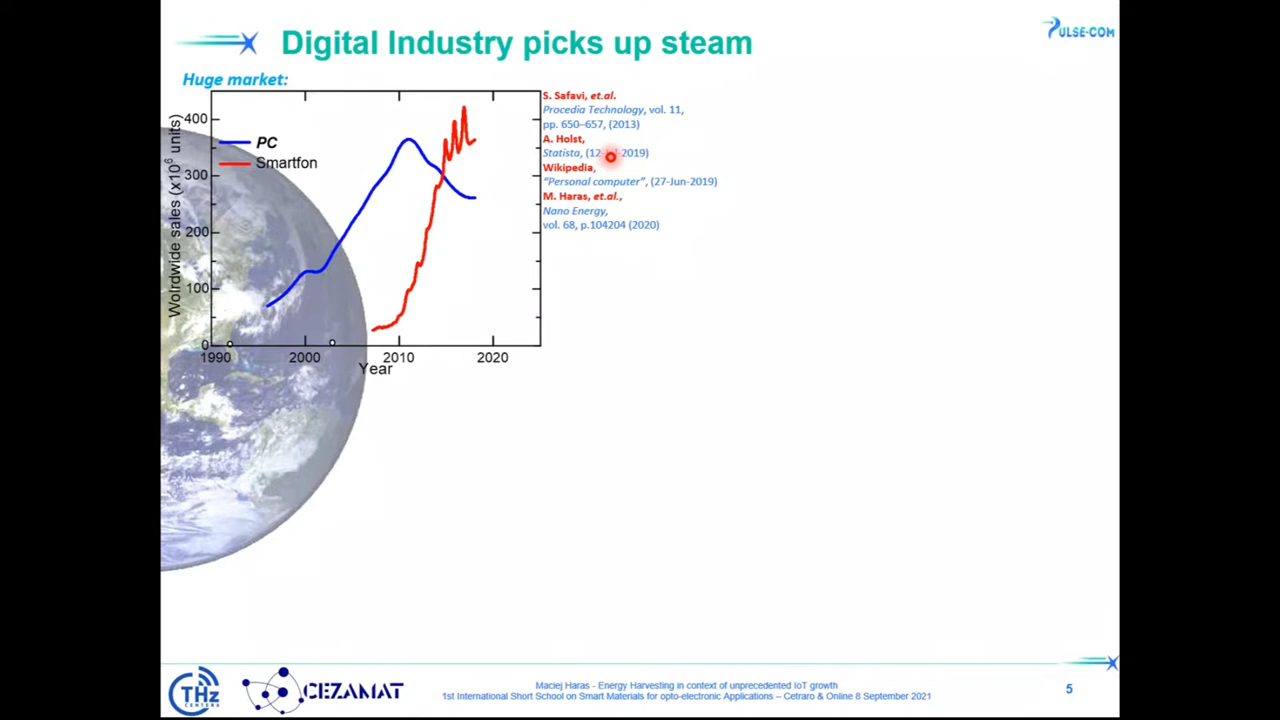 Digital Industry picks up steam
PULSE-COM
Huge market:
Wolrdwide sales (x10⁶ units)
400
300
200
100
0
PC
Smartfon
1990
2000
2010
2020
Year
S. Safavi, et.al.
Procedia Technology, vol. 11,
pp. 650–657, (2013)
A. Holst,
Statista, (12- -2019)
Wikipedia,
“Personal computer”, (27-Jun-2019)
M. Haras, et.al.,
Nano Energy,
vol. 68, p.104204 (2020)
THz
CENTERA
CEZAMAT
Maciej Haras - Energy Harvesting in context of unprecedented IoT growth
1st International Short School on Smart Materials for opto-electronic Applications – Cetraro & Online 8 September 2021
5